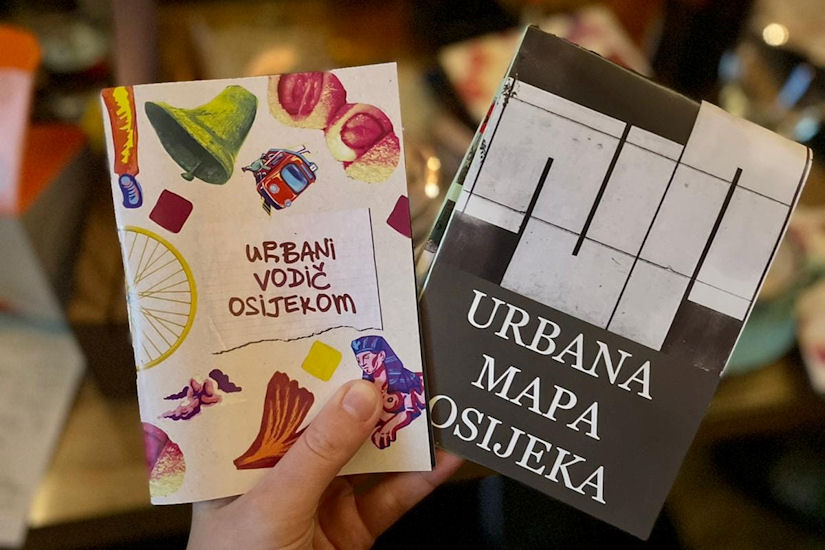 URBANI
VODIČ
OSIJEKOM
URBANA
MAPA
OSIJEKA